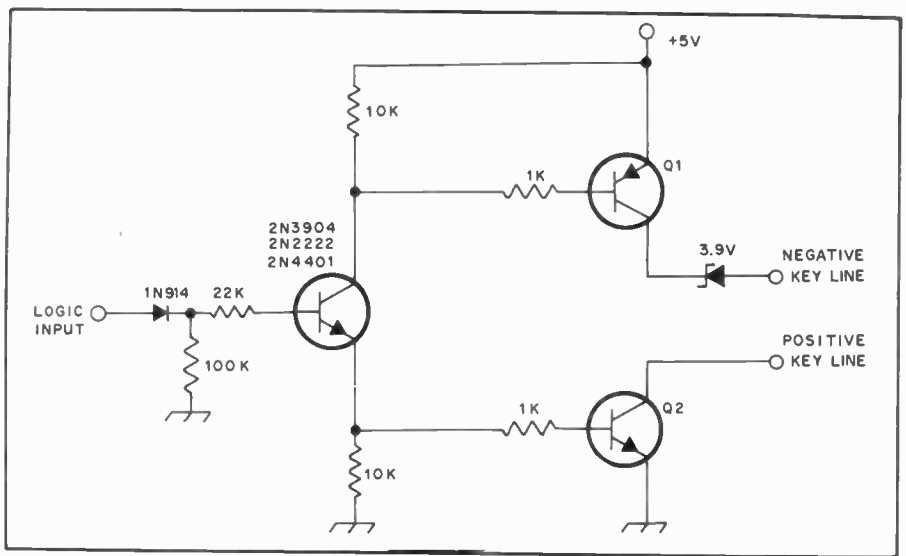 +5V
10K
Q1
1K
2N3904
2N2222
2N4401
3.9V
NEGATIVE
KEY LINE
1N914
22K
LOGIC
INPUT
100K
POSITIVE
KEY LINE
1K
Q2
10K